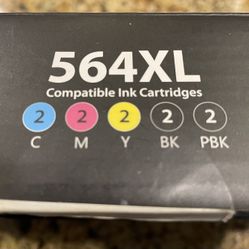 564XL
Compatible Ink Cartridges
2 2 2 2 2
C M Y BK PBK